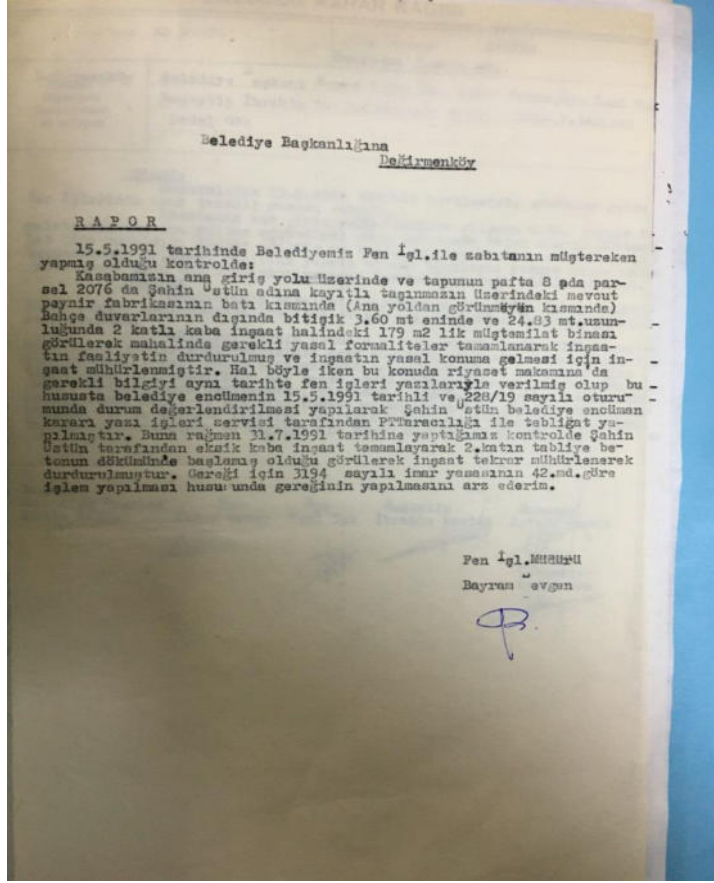 Belediye Başkanlığına
Değirmenköy
R A P O R
15.5.1991 tarihinde Belediyemiz Fen İşl.ile zabıtanın müştereken
yapmış olduğu kontrolde:
Kasabamızın ana giriş yolu üzerinde ve tapunun pafta 8 ada par-
sel 2076 da Şahin Üstün adına kayıtlı taşınmazın üzerindeki mevcut
peynir fabrikasının batı kısmında (Ana yoldan görünmüyen kısmında)
Bahçe duvarlarının dışında bitişik 3.60 mt eninde ve 24.83 mt.uzun-
luğunda 2 katlı kaba inşaat halindeki 179 m2 lik müştemilat binası
görülerek mahalinde gerekli yasal formaliteler tamamlanarak inşaa-
tın faaliyetin durdurulmuş ve inşaatın yasal konuma gelmesi için in-
şaat mühürlenmiştir. Hal böyle iken bu konuda riyaset makamına da
gerekli bilgiyi aynı tarihte fen işleri yazılarıyla verilmiş olup bu
hususta belediye encümenin 15.5.1991 tarihli ve 228/19 sayılı oturu-
munda durum değerlendirilmesi yapılarak Şahin Üstün belediye encüman
kararı yazı işleri servisi tarafından PTTaracılığı ile tebliğat ya-
pılmıştır. Buna rağmen 31.7.1991 tarihine yaptığımız kontrolde Şahin
Üstün tarafından eksik kaba inşaat tamamlayarak 2.katın tabliye be-
tonun dökümünde başlamış olduğu görülerek inşaat tekrar mühürlenerek
durdurulmuştur. Gereği için 3194 sayılı imar yasasının 42.md.göre
işlem yapılması hususunda gereğinin yapılmasını arz ederim.
Fen İşl.Müdürü
Bayram Sevgen